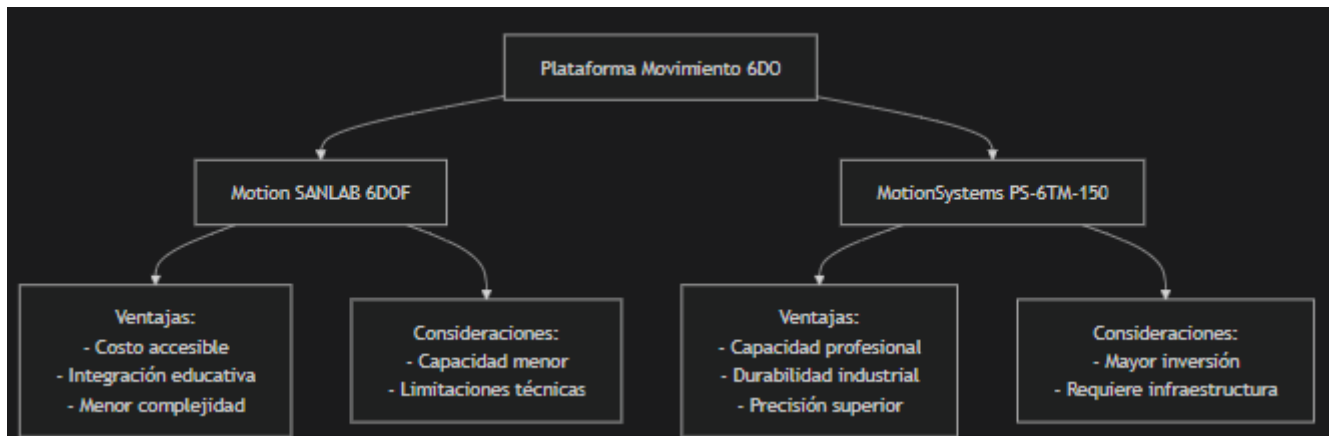 Plataforma Movimiento 6DO
Motion SANLAB 6DOF
MotionSystems PS-6TM-150
Ventajas:
- Costo accesible
- Integración educativa
- Menor complejidad
Consideraciones:
- Capacidad menor
- Limitaciones técnicas
Ventajas:
- Capacidad profesional
- Durabilidad industrial
- Precisión superior
Consideraciones:
- Mayor inversión
- Requiere infraestructura